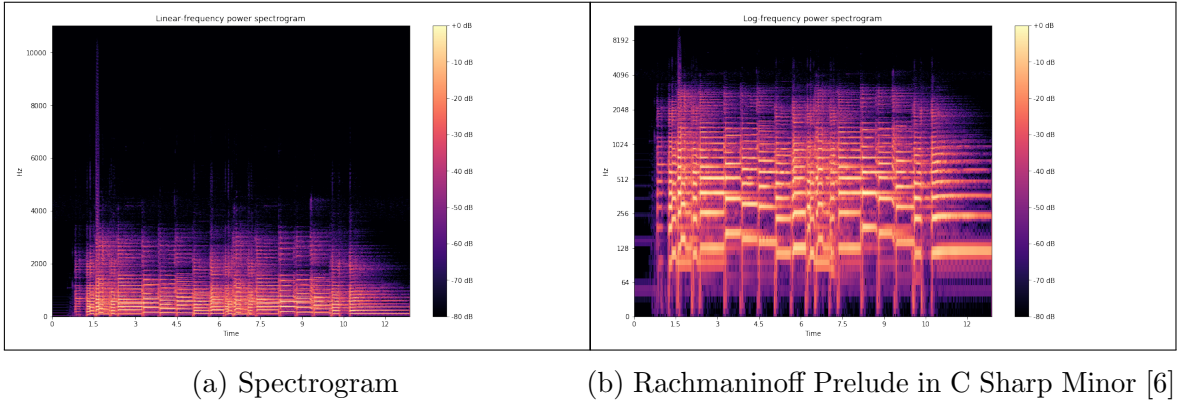 Linear-frequency power spectrogram
10000
8000
6000
4000
2000
0
Hz
0 1.5 3 4.5 6 7.5 9 10.5 12
Time
+0 dB
-10 dB
-20 dB
-30 dB
-40 dB
-50 dB
-60 dB
-70 dB
-80 dB
Log-frequency power spectrogram
8192
4096
2048
1024
512
256
128
64
0
Hz
0 1.5 3 4.5 6 7.5 9 10 12
Time
+0 dB
-10 dB
-20 dB
-30 dB
-40 dB
-50 dB
-60 dB
-70 dB
-80 dB
(a) Spectrogram
(b) Rachmaninoff Prelude in C Sharp Minor [6]